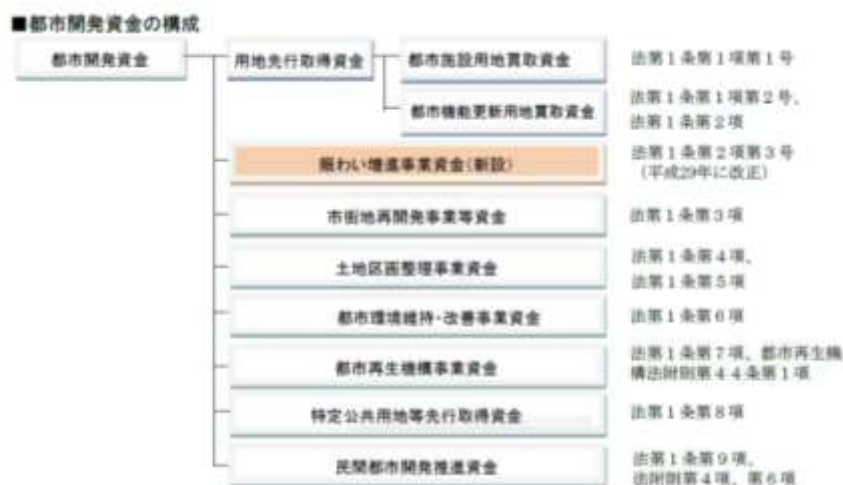 ■都市開発資金の構成
都市開発資金
用地先行取得資金
都市施設用地買取資金
法第1条第1項第1号
都市機能更新用地買取資金
法第1条第1項第2号、
法第1条第2項
賑わい増進事業資金(新設)
法第1条第2項第3号
(平成29年に改正)
市街地再開発事業等資金
法第1条第3項
土地区画整理事業資金
法第1条第4項、
法第1条第5項
都市環境維持・改善事業資金
法第1条第6項
都市再生機構事業資金
法第1条第7項、都市再生機
構法附則第44条第1項
特定公共用地等先行取得資金
法第1条第8項
民間都市開発推進資金
法第1条第9項、
法附則第4項、第6項